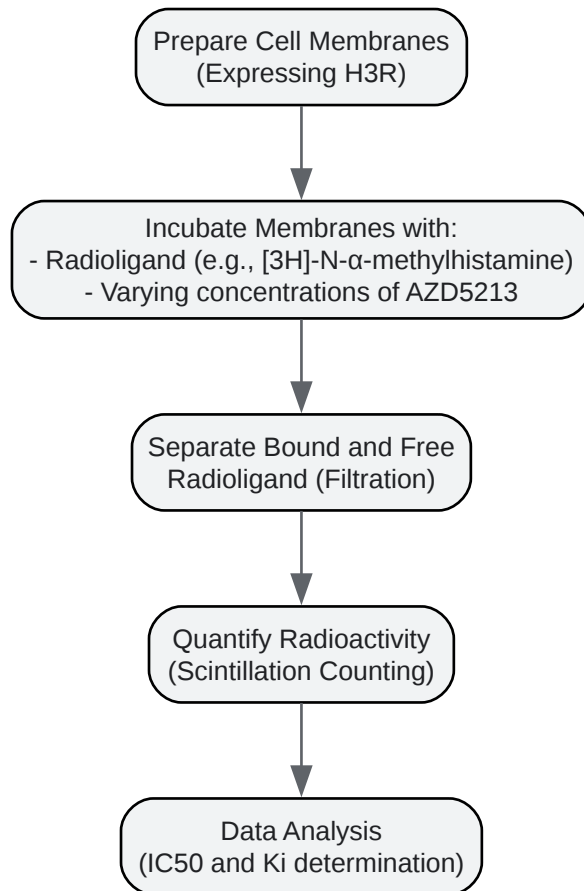 Prepare Cell Membranes
(Expressing H3R)
Incubate Membranes with:
- Radioligand (e.g., [3H]-N-α-methylhistamine)
- Varying concentrations of AZD5213
Separate Bound and Free
Radioligand (Filtration)
Quantify Radioactivity
(Scintillation Counting)
Data Analysis
(IC50 and Ki determination)